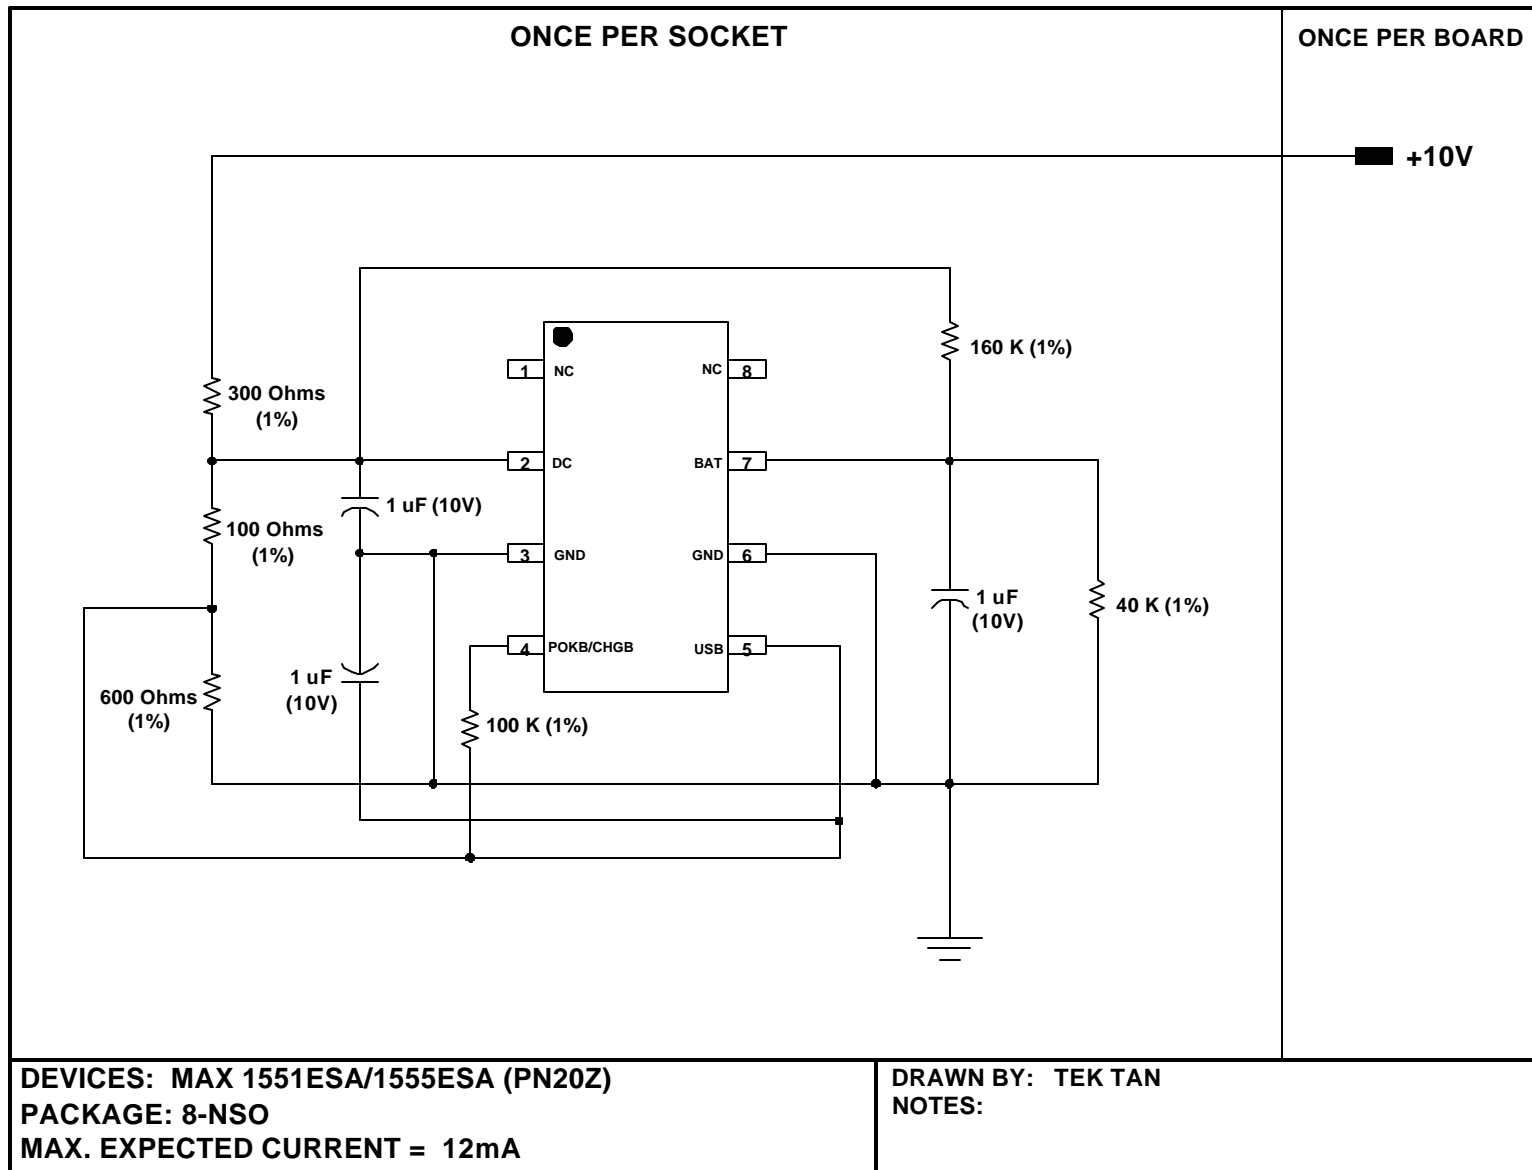 ONCE PER SOCKET
ONCE PER BOARD
+10V
160 K (1%)
1 NC
NC 8
300 Ohms
(1%)
2 DC
BAT 7
1 uF (10V)
100 Ohms
(1%)
3 GND
GND 6
1 uF
(10V)
40 K (1%)
4 POKB/CHGB
USB 5
1 uF
(10V)
600 Ohms
(1%)
100 K (1%)
DEVICES: MAX 1551ESA/1555ESA (PN20Z)
PACKAGE: 8-NSO
MAX. EXPECTED CURRENT = 12mA
DRAWN BY: TEK TAN
NOTES: